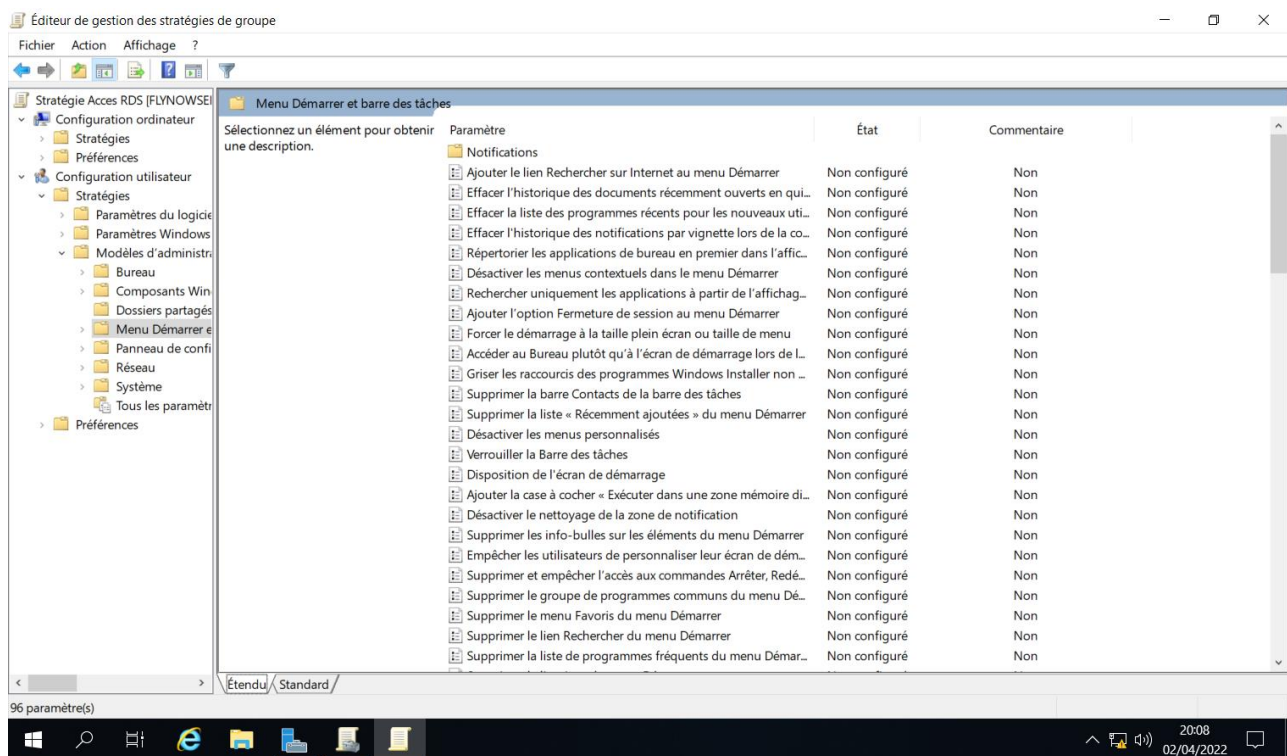 Éditeur de gestion des stratégies de groupe
Fichier Action Affichage ?
Stratégie Acces RDS [FLYNOWSEI
Configuration ordinateur
Stratégies
Préférences
Configuration utilisateur
Stratégies
Paramètres du logicie
Paramètres Windows
Modèles d'administra
Bureau
Composants Win
Dossiers partagés
Menu Démarrer e
Panneau de confi
Réseau
Système
Tous les paramètr
Préférences
Menu Démarrer et barre des tâches
Sélectionnez un élément pour obtenir
une description.
Paramètre État Commentaire
Notifications
Ajouter le lien Rechercher sur Internet au menu Démarrer Non configuré Non
Effacer l'historique des documents récemment ouverts en qui... Non configuré Non
Effacer la liste des programmes récents pour les nouveaux uti... Non configuré Non
Effacer l'historique des notifications par vignette lors de la co... Non configuré Non
Répertorier les applications de bureau en premier dans l'affic... Non configuré Non
Désactiver les menus contextuels dans le menu Démarrer Non configuré Non
Rechercher uniquement les applications à partir de l'affichag... Non configuré Non
Ajouter l'option Fermeture de session au menu Démarrer Non configuré Non
Forcer le démarrage à la taille plein écran ou taille de menu Non configuré Non
Accéder au Bureau plutôt qu'à l'écran de démarrage lors de l... Non configuré Non
Griser les raccourcis des programmes Windows Installer non ... Non configuré Non
Supprimer la barre Contacts de la barre des tâches Non configuré Non
Supprimer la liste « Récemment ajoutées » du menu Démarrer Non configuré Non
Désactiver les menus personnalisés Non configuré Non
Verrouiller la Barre des tâches Non configuré Non
Disposition de l'écran de démarrage Non configuré Non
Ajouter la case à cocher « Exécuter dans une zone mémoire di... Non configuré Non
Désactiver le nettoyage de la zone de notification Non configuré Non
Supprimer les info-bulles sur les éléments du menu Démarrer Non configuré Non
Empêcher les utilisateurs de personnaliser leur écran de dém... Non configuré Non
Supprimer et empêcher l'accès aux commandes Arrêter, Redé... Non configuré Non
Supprimer le groupe de programmes communs du menu Dé... Non configuré Non
Supprimer le menu Favoris du menu Démarrer Non configuré Non
Supprimer le lien Rechercher du menu Démarrer Non configuré Non
Supprimer la liste de programmes fréquents du menu Démar... Non configuré Non
Étendu Standard
96 paramètre(s)
20:08
02/04/2022